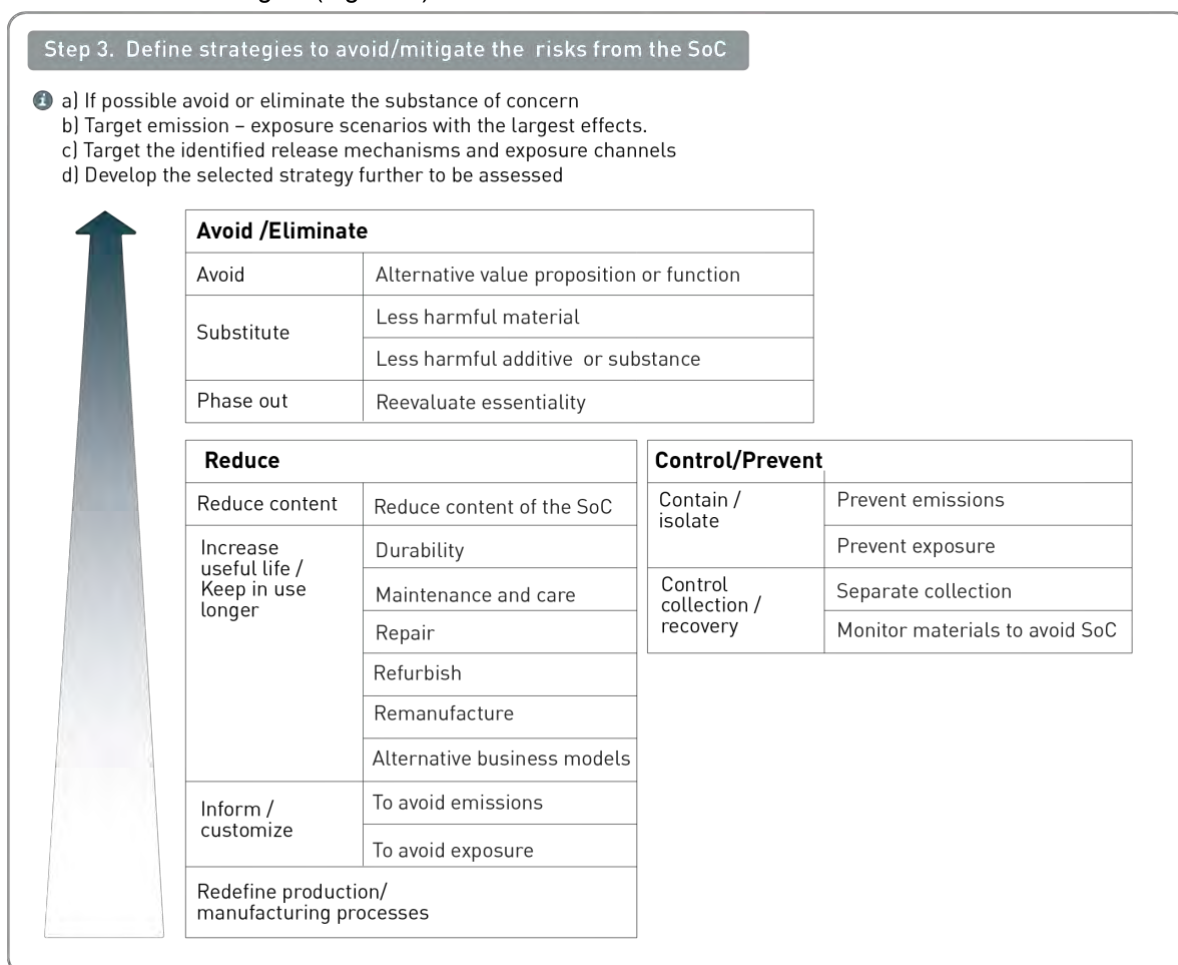 Step 3. Define strategies to avoid/mitigate the risks from the SoC
a) If possible avoid or eliminate the substance of concern
b) Target emission – exposure scenarios with the largest effects.
c) Target the identified release mechanisms and exposure channels
d) Develop the selected strategy further to be assessed
Avoid /Eliminate
Avoid
Alternative value proposition or function
Substitute
Less harmful material
Less harmful additive or substance
Phase out
Reevaluate essentiality
Reduce
Reduce content
Reduce content of the SoC
Increase
useful life /
Keep in use
longer
Durability
Maintenance and care
Repair
Refurbish
Remanufacture
Alternative business models
Inform /
customize
To avoid emissions
To avoid exposure
Redefine production/
manufacturing processes
Control/Prevent
Contain /
isolate
Prevent emissions
Prevent exposure
Control
collection /
recovery
Separate collection
Monitor materials to avoid SoC